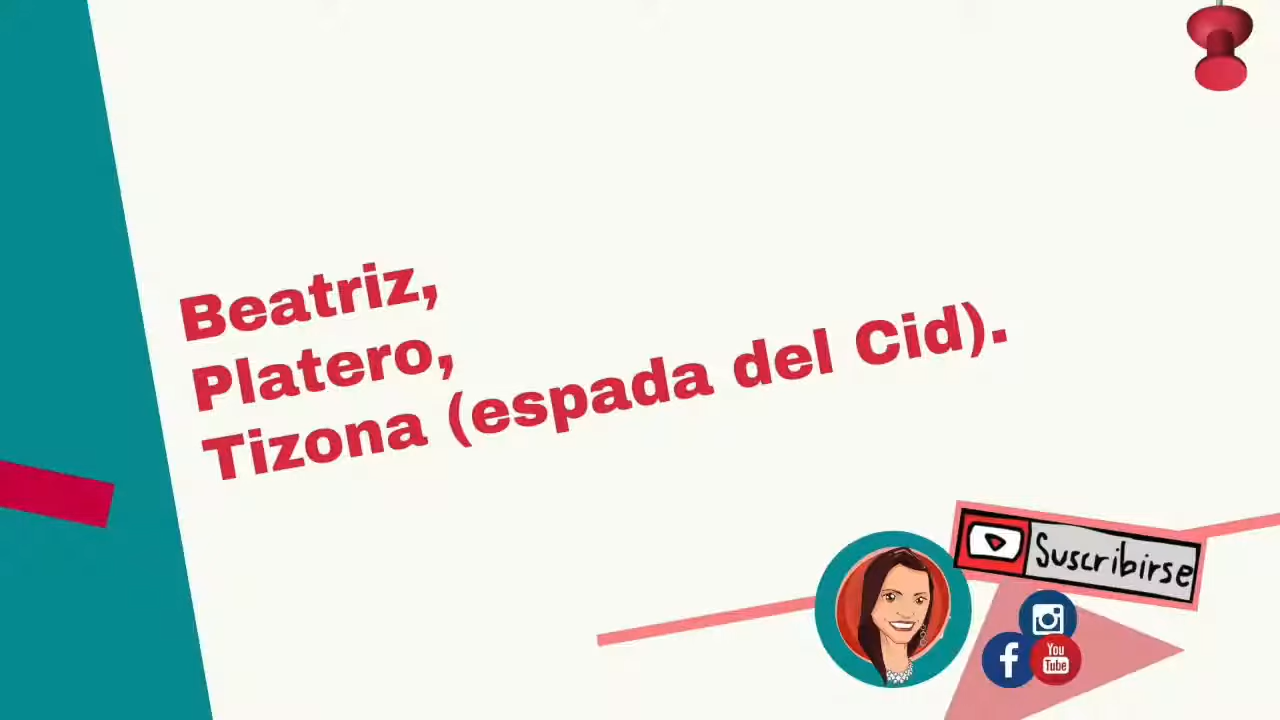 Beatriz,
Platero,
Tizona (espada del Cid).
Suscribirse
You
Tube